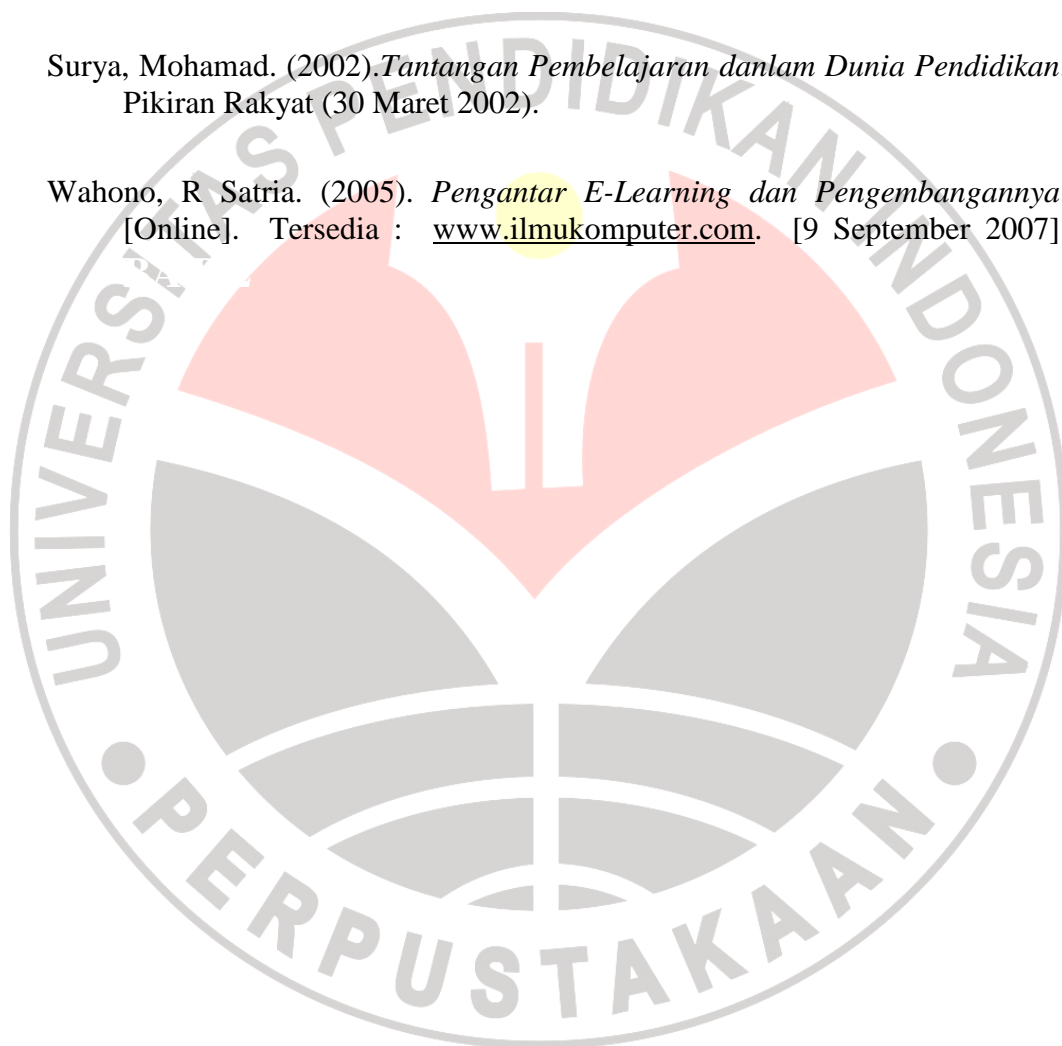 Surya, Mohamad. (2002).Tantangan Pembelajaran danlam Dunia Pendidikan
Pikiran Rakyat (30 Maret 2002).
Wahono, R Satria. (2005). Pengantar E-Learning dan Pengembangannya
[Online]. Tersedia : www.ilmukomputer.com. [9 September 2007]
UNIVERSITAS PENDIDIKAN INDONESIA
PERPUSTAKAAN